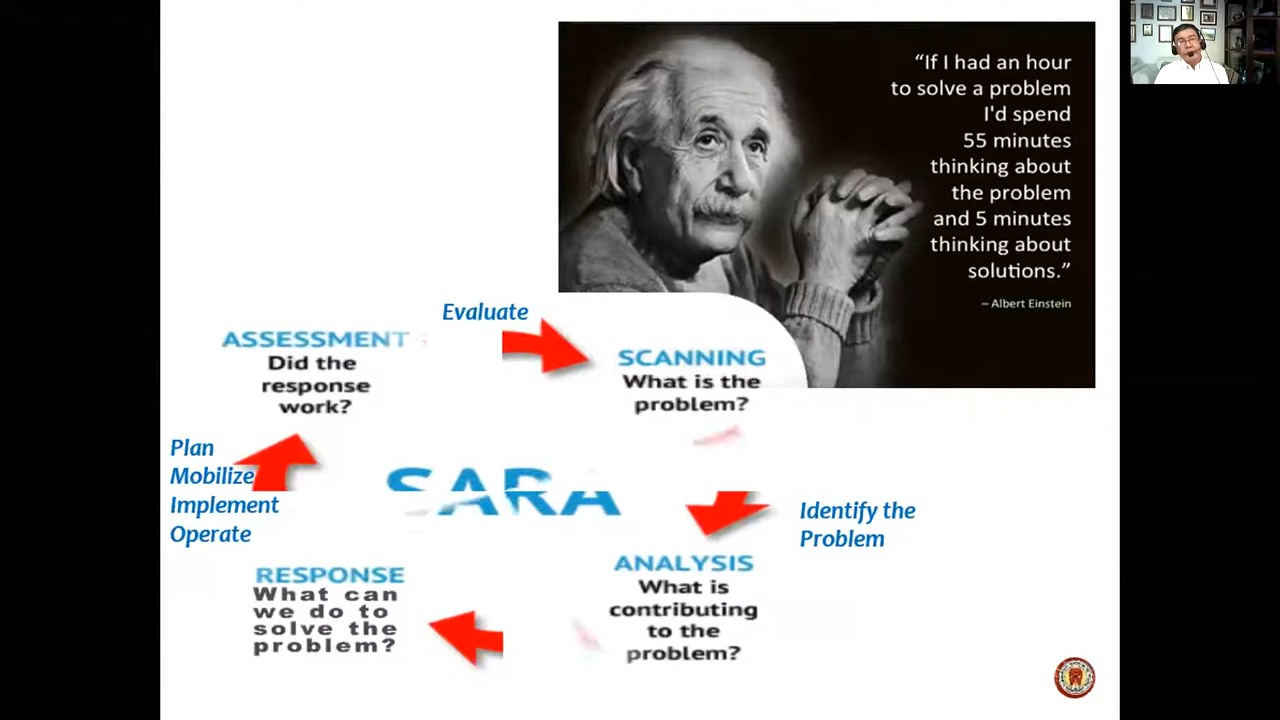 “If I had an hour
to solve a problem
I'd spend
55 minutes
thinking about
the problem
and 5 minutes
thinking about
solutions.”
– Albert Einstein
Evaluate
ASSESSMENT
Did the
response
work?
SCANNING
What is the
problem?
Plan
Mobilize
Implement
Operate
SARA
Identify the
Problem
ANALYSIS
What is
contributing
to the
problem?
RESPONSE
What can
we do to
solve the
problem?